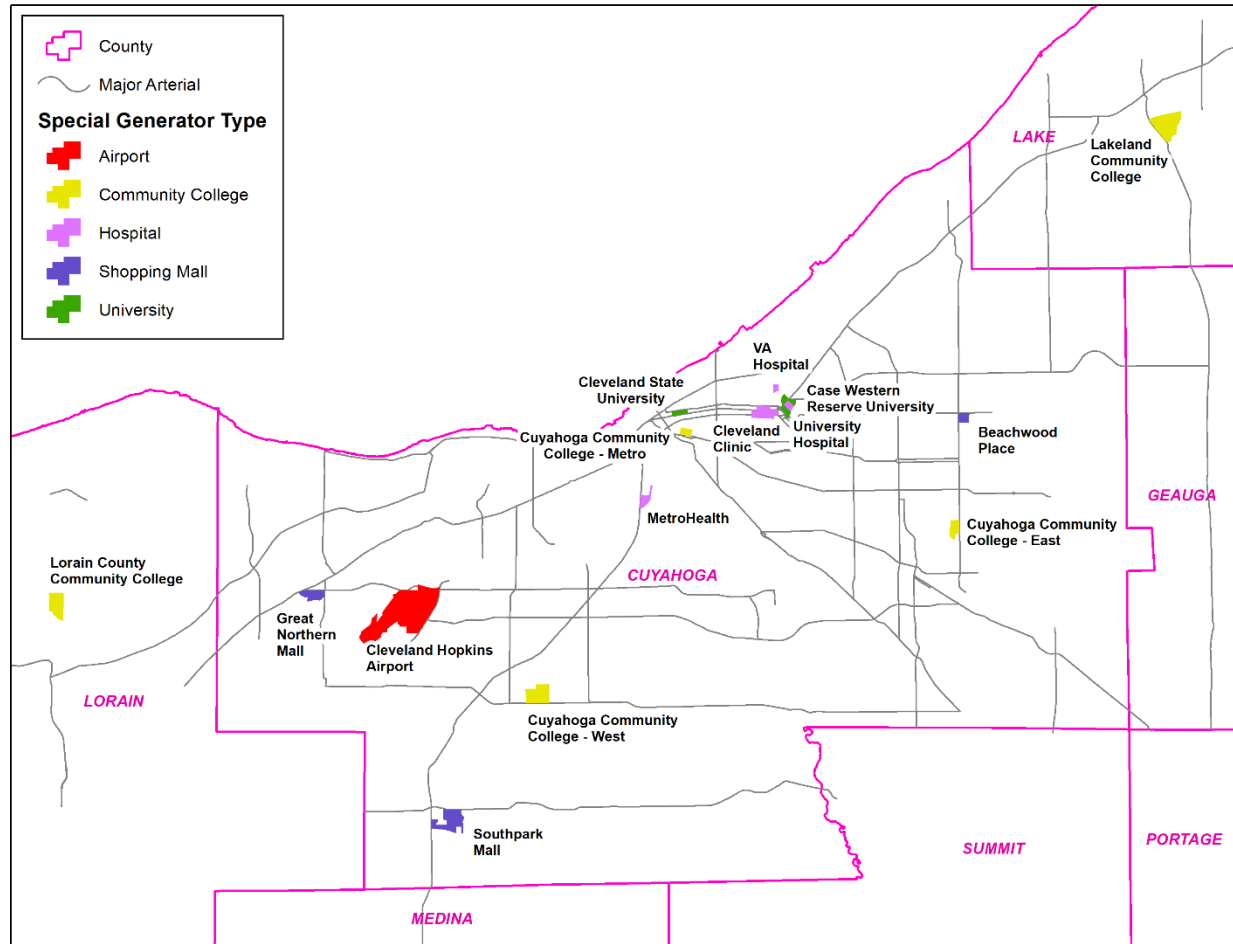 County
Major Arterial
Special Generator Type
Airport
Community College
Hospital
Shopping Mall
University
LAKE
Lakeland
Community
College
VA
Hospital
Cleveland State
University
Case Western
Reserve University
University
Hospital
Cleveland
Clinic
Cuyahoga Community
College - Metro
Beachwood
Place
GEAUGA
MetroHealth
Cuyahoga Community
College - East
Lorain County
Community College
CUYAHOGA
Great
Northern
Mall
Cleveland Hopkins
Airport
LORAIN
Cuyahoga Community
College - West
Southpark
Mall
SUMMIT
PORTAGE
MEDINA